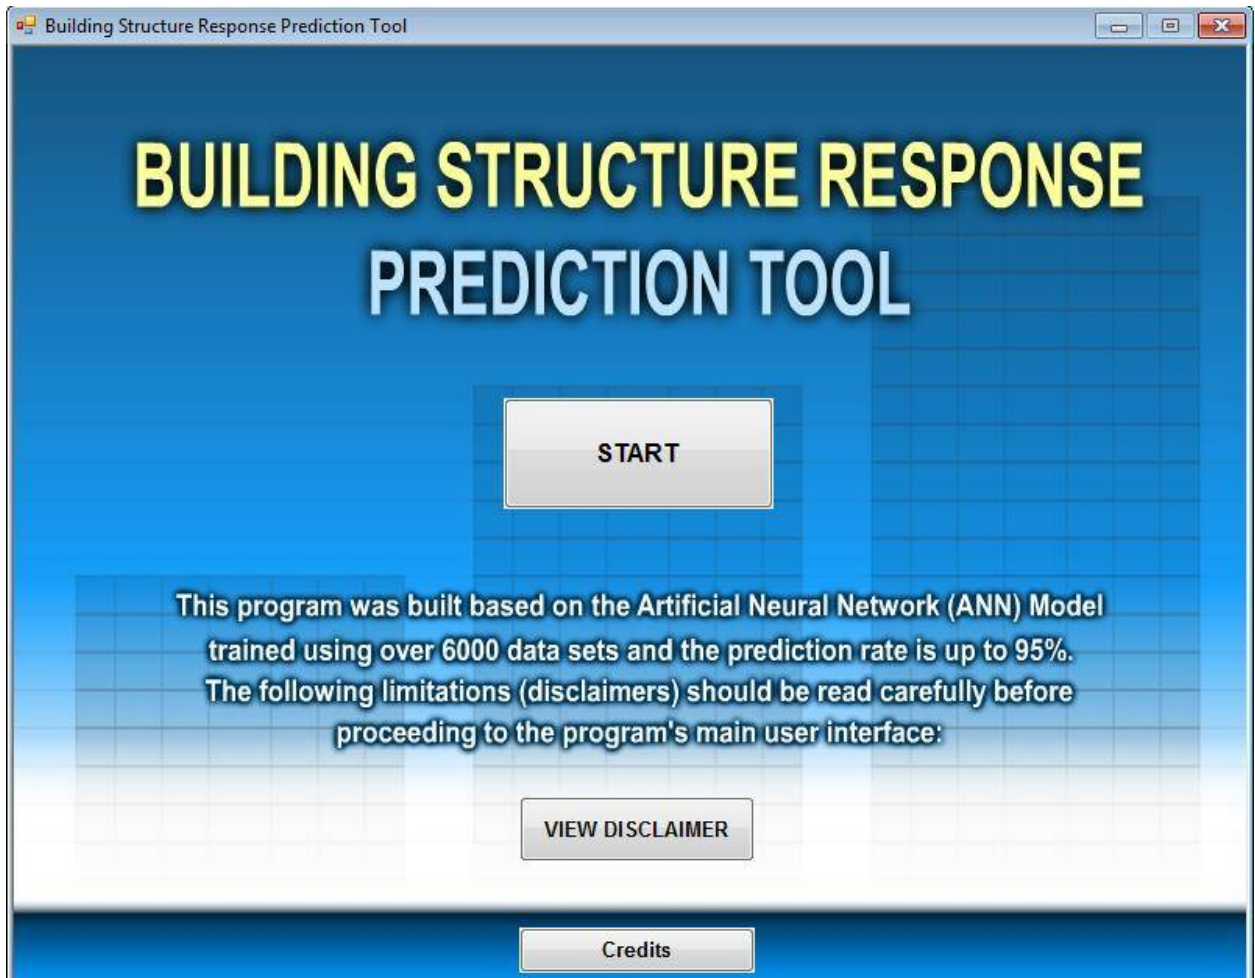 Building Structure Response Prediction Tool
BUILDING STRUCTURE RESPONSE
PREDICTION TOOL
START
This program was built based on the Artificial Neural Network (ANN) Model
trained using over 6000 data sets and the prediction rate is up to 95%.
The following limitations (disclaimers) should be read carefully before
proceeding to the program's main user interface:
VIEW DISCLAIMER
Credits